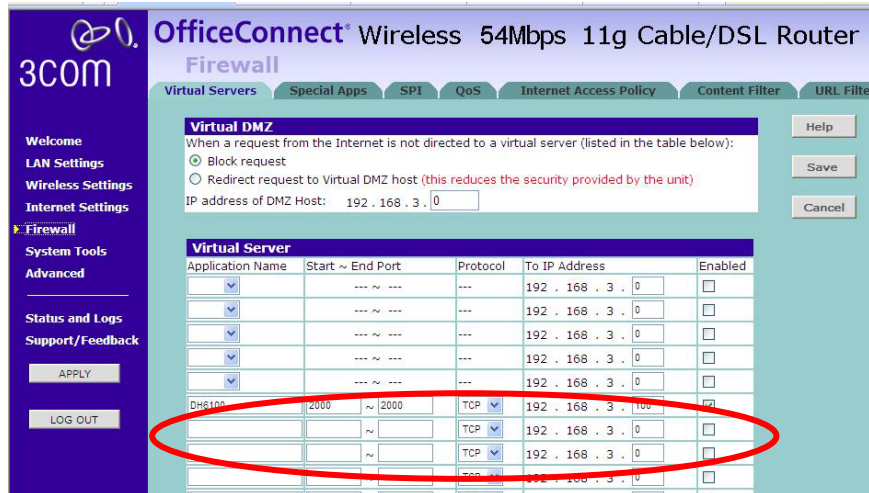 3COM
OfficeConnect® Wireless 54Mbps 11g Cable/DSL Router
Firewall
Virtual Servers Special Apps SPI QoS Internet Access Policy Content Filter URL Filte
Welcome
LAN Settings
Wireless Settings
Internet Settings
Firewall
System Tools
Advanced
Status and Logs
Support/Feedback
APPLY
LOG OUT
Virtual DMZ
When a request from the Internet is not directed to a virtual server (listed in the table below):
Block request
Redirect request to Virtual DMZ host (this reduces the security provided by the unit)
IP address of DMZ Host: 192 . 168 . 3 . 0
Help
Save
Cancel
Virtual Server
Application Name Start ~ End Port Protocol To IP Address Enabled
--- ~ --- --- 192 . 168 . 3 . 0
--- ~ --- --- 192 . 168 . 3 . 0
--- ~ --- --- 192 . 168 . 3 . 0
--- ~ --- --- 192 . 168 . 3 . 0
--- ~ --- --- 192 . 168 . 3 . 0
DH6100 2000 ~ 2000 TCP 192 . 168 . 3 . 100
~ TCP 192 . 168 . 3 . 0
~ TCP 192 . 168 . 3 . 0
~ TCP 192 . 168 . 3 . 0